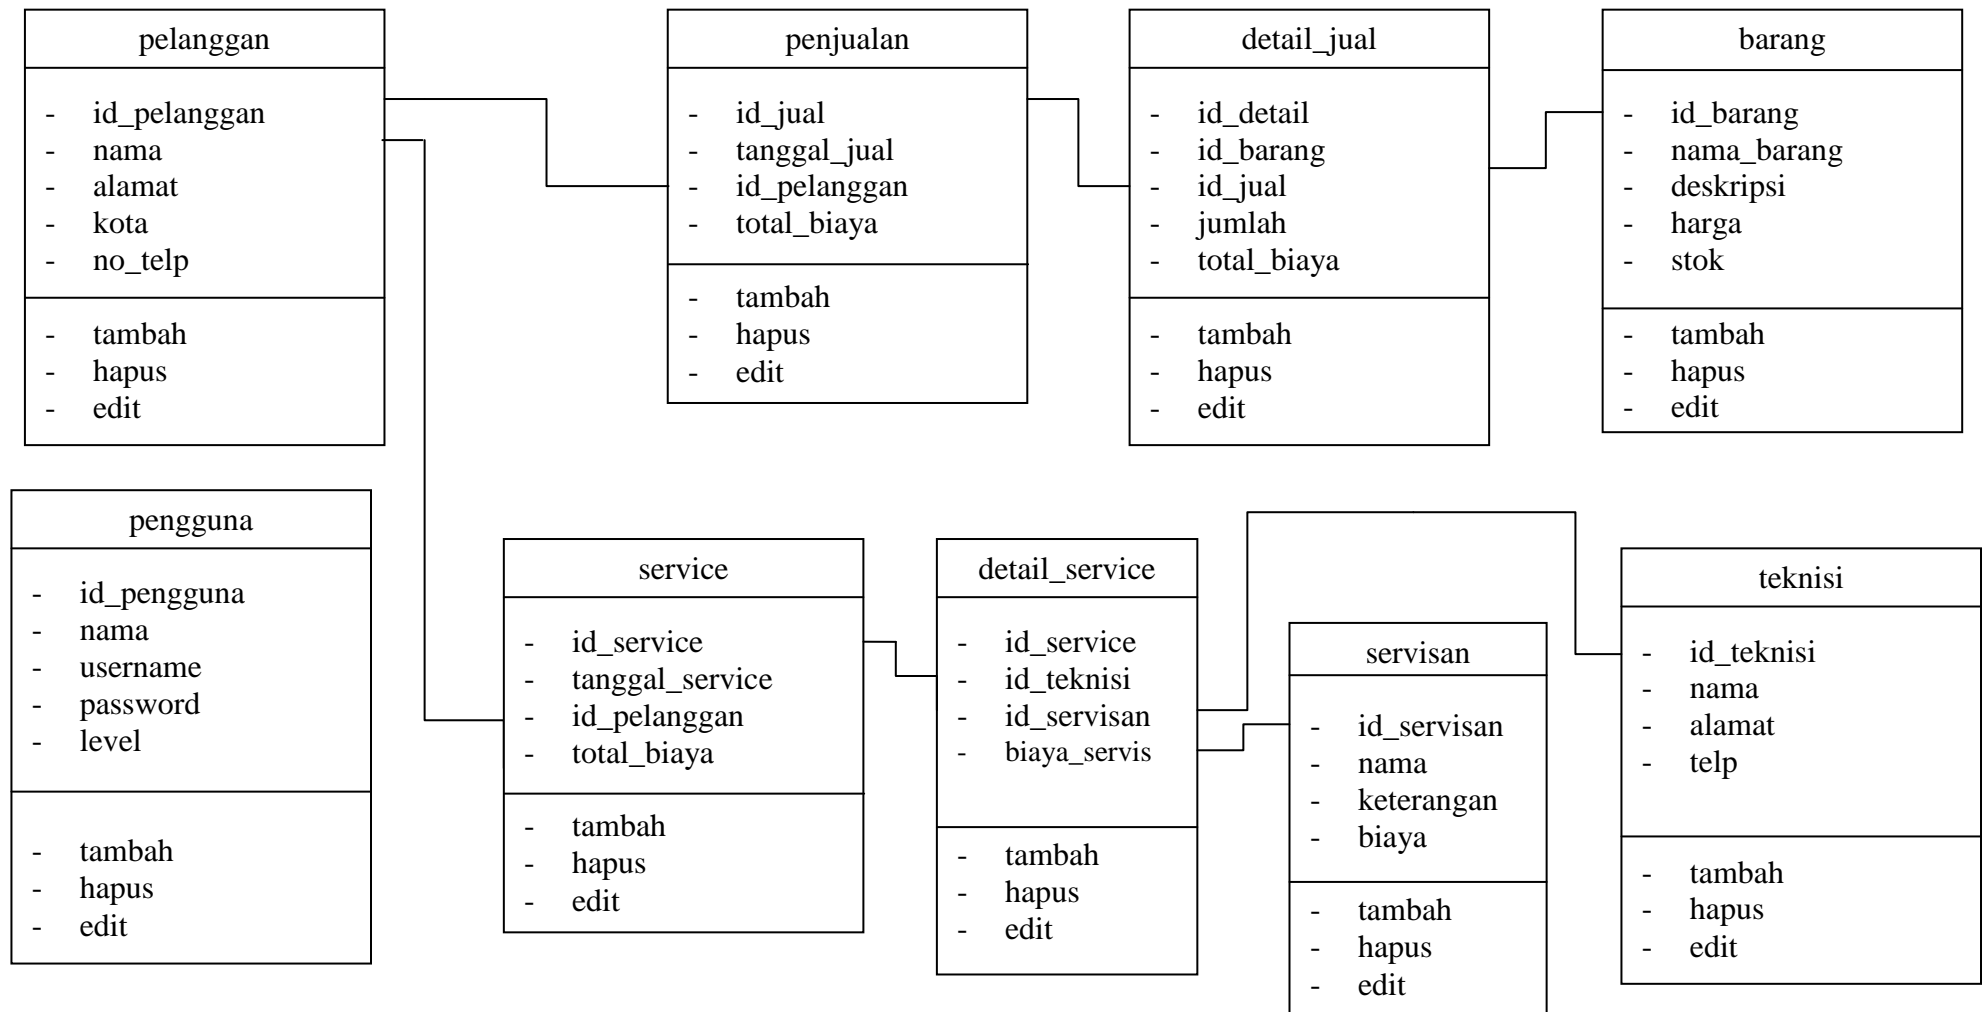 pelanggan
- id_pelanggan
- nama
- alamat
- kota
- no_telp
- tambah
- hapus
- edit
penjualan
- id_jual
- tanggal_jual
- id_pelanggan
- total_biaya
- tambah
- hapus
- edit
detail_jual
- id_detail
- id_barang
- id_jual
- jumlah
- total_biaya
- tambah
- hapus
- edit
barang
- id_barang
- nama_barang
- deskripsi
- harga
- stok
- tambah
- hapus
- edit
pengguna
- id_pengguna
- nama
- username
- password
- level
- tambah
- hapus
- edit
service
- id_service
- tanggal_service
- id_pelanggan
- total_biaya
- tambah
- hapus
- edit
detail_service
- id_service
- id_teknisi
- id_servisan
- biaya_servis
- tambah
- hapus
- edit
servisan
- id_servisan
- nama
- keterangan
- biaya
- tambah
- hapus
- edit
teknisi
- id_teknisi
- nama
- alamat
- telp
- tambah
- hapus
- edit